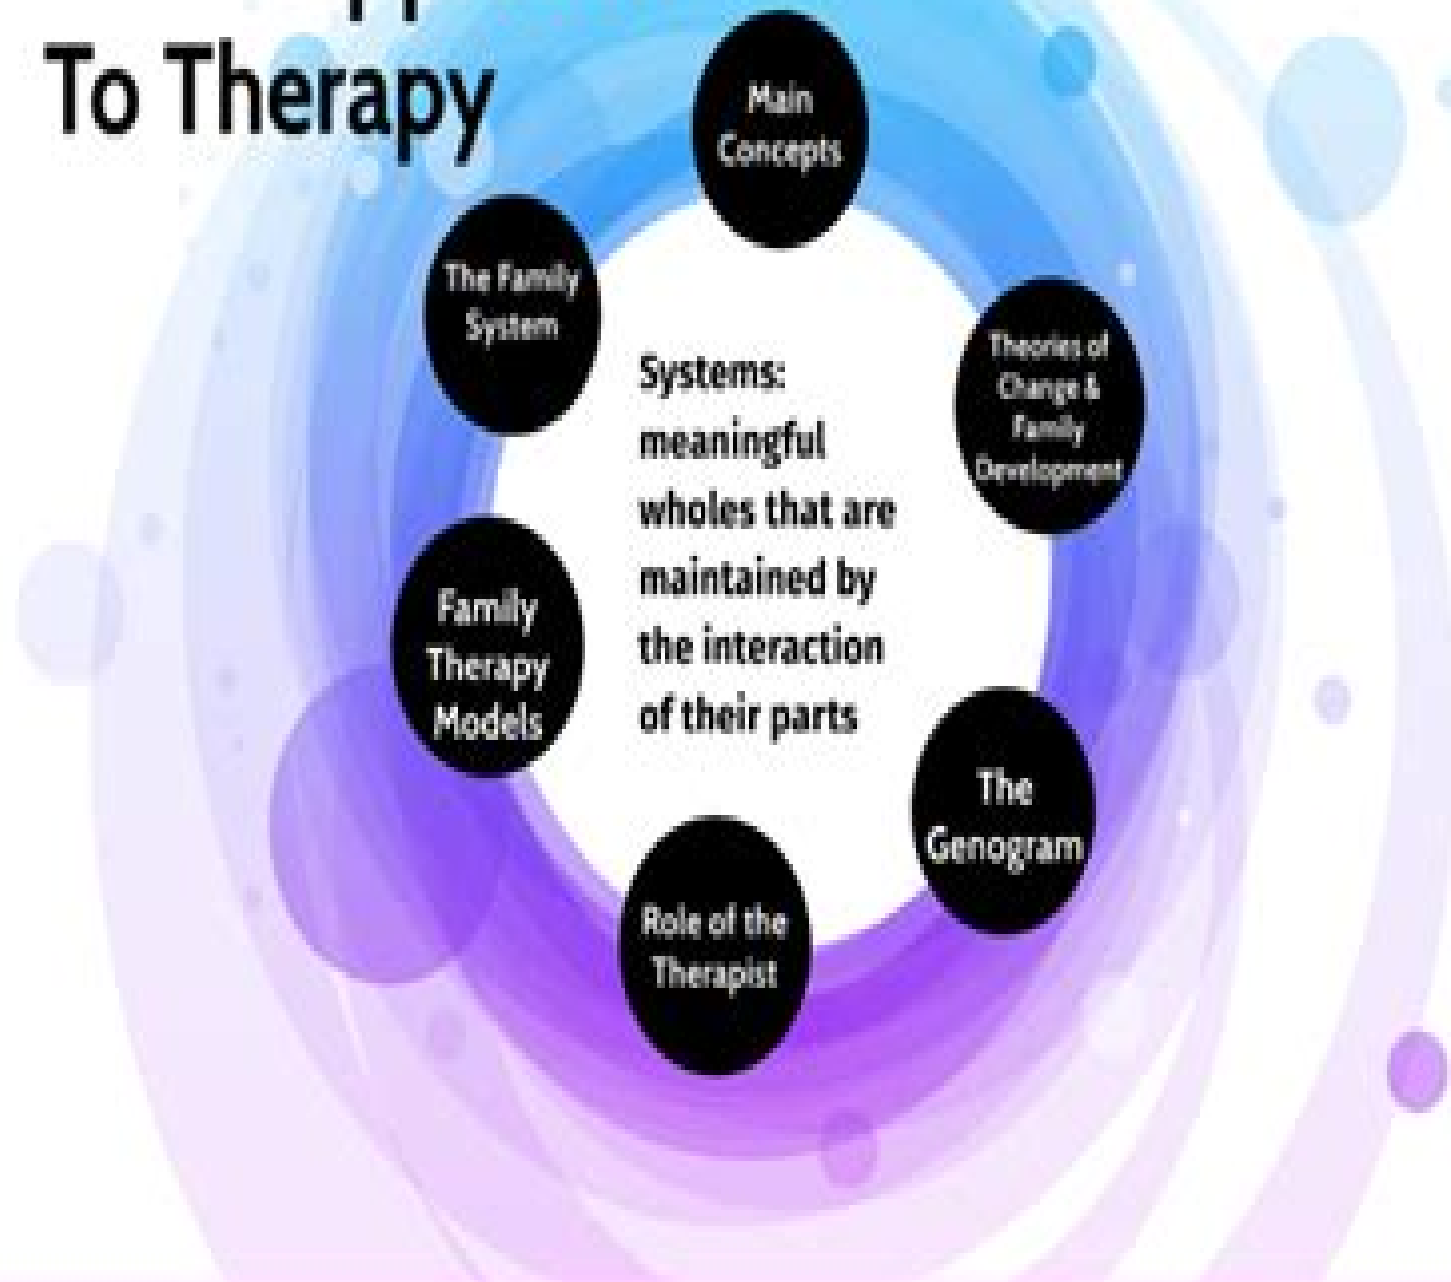 To Therapy
Main
Concepts
The Family
System
Theories of
Change &
Family
Development
Systems:
meaningful
wholes that are
maintained by
the interaction
of their parts
Family
Therapy
Models
The
Genogram
Role of the
Therapist